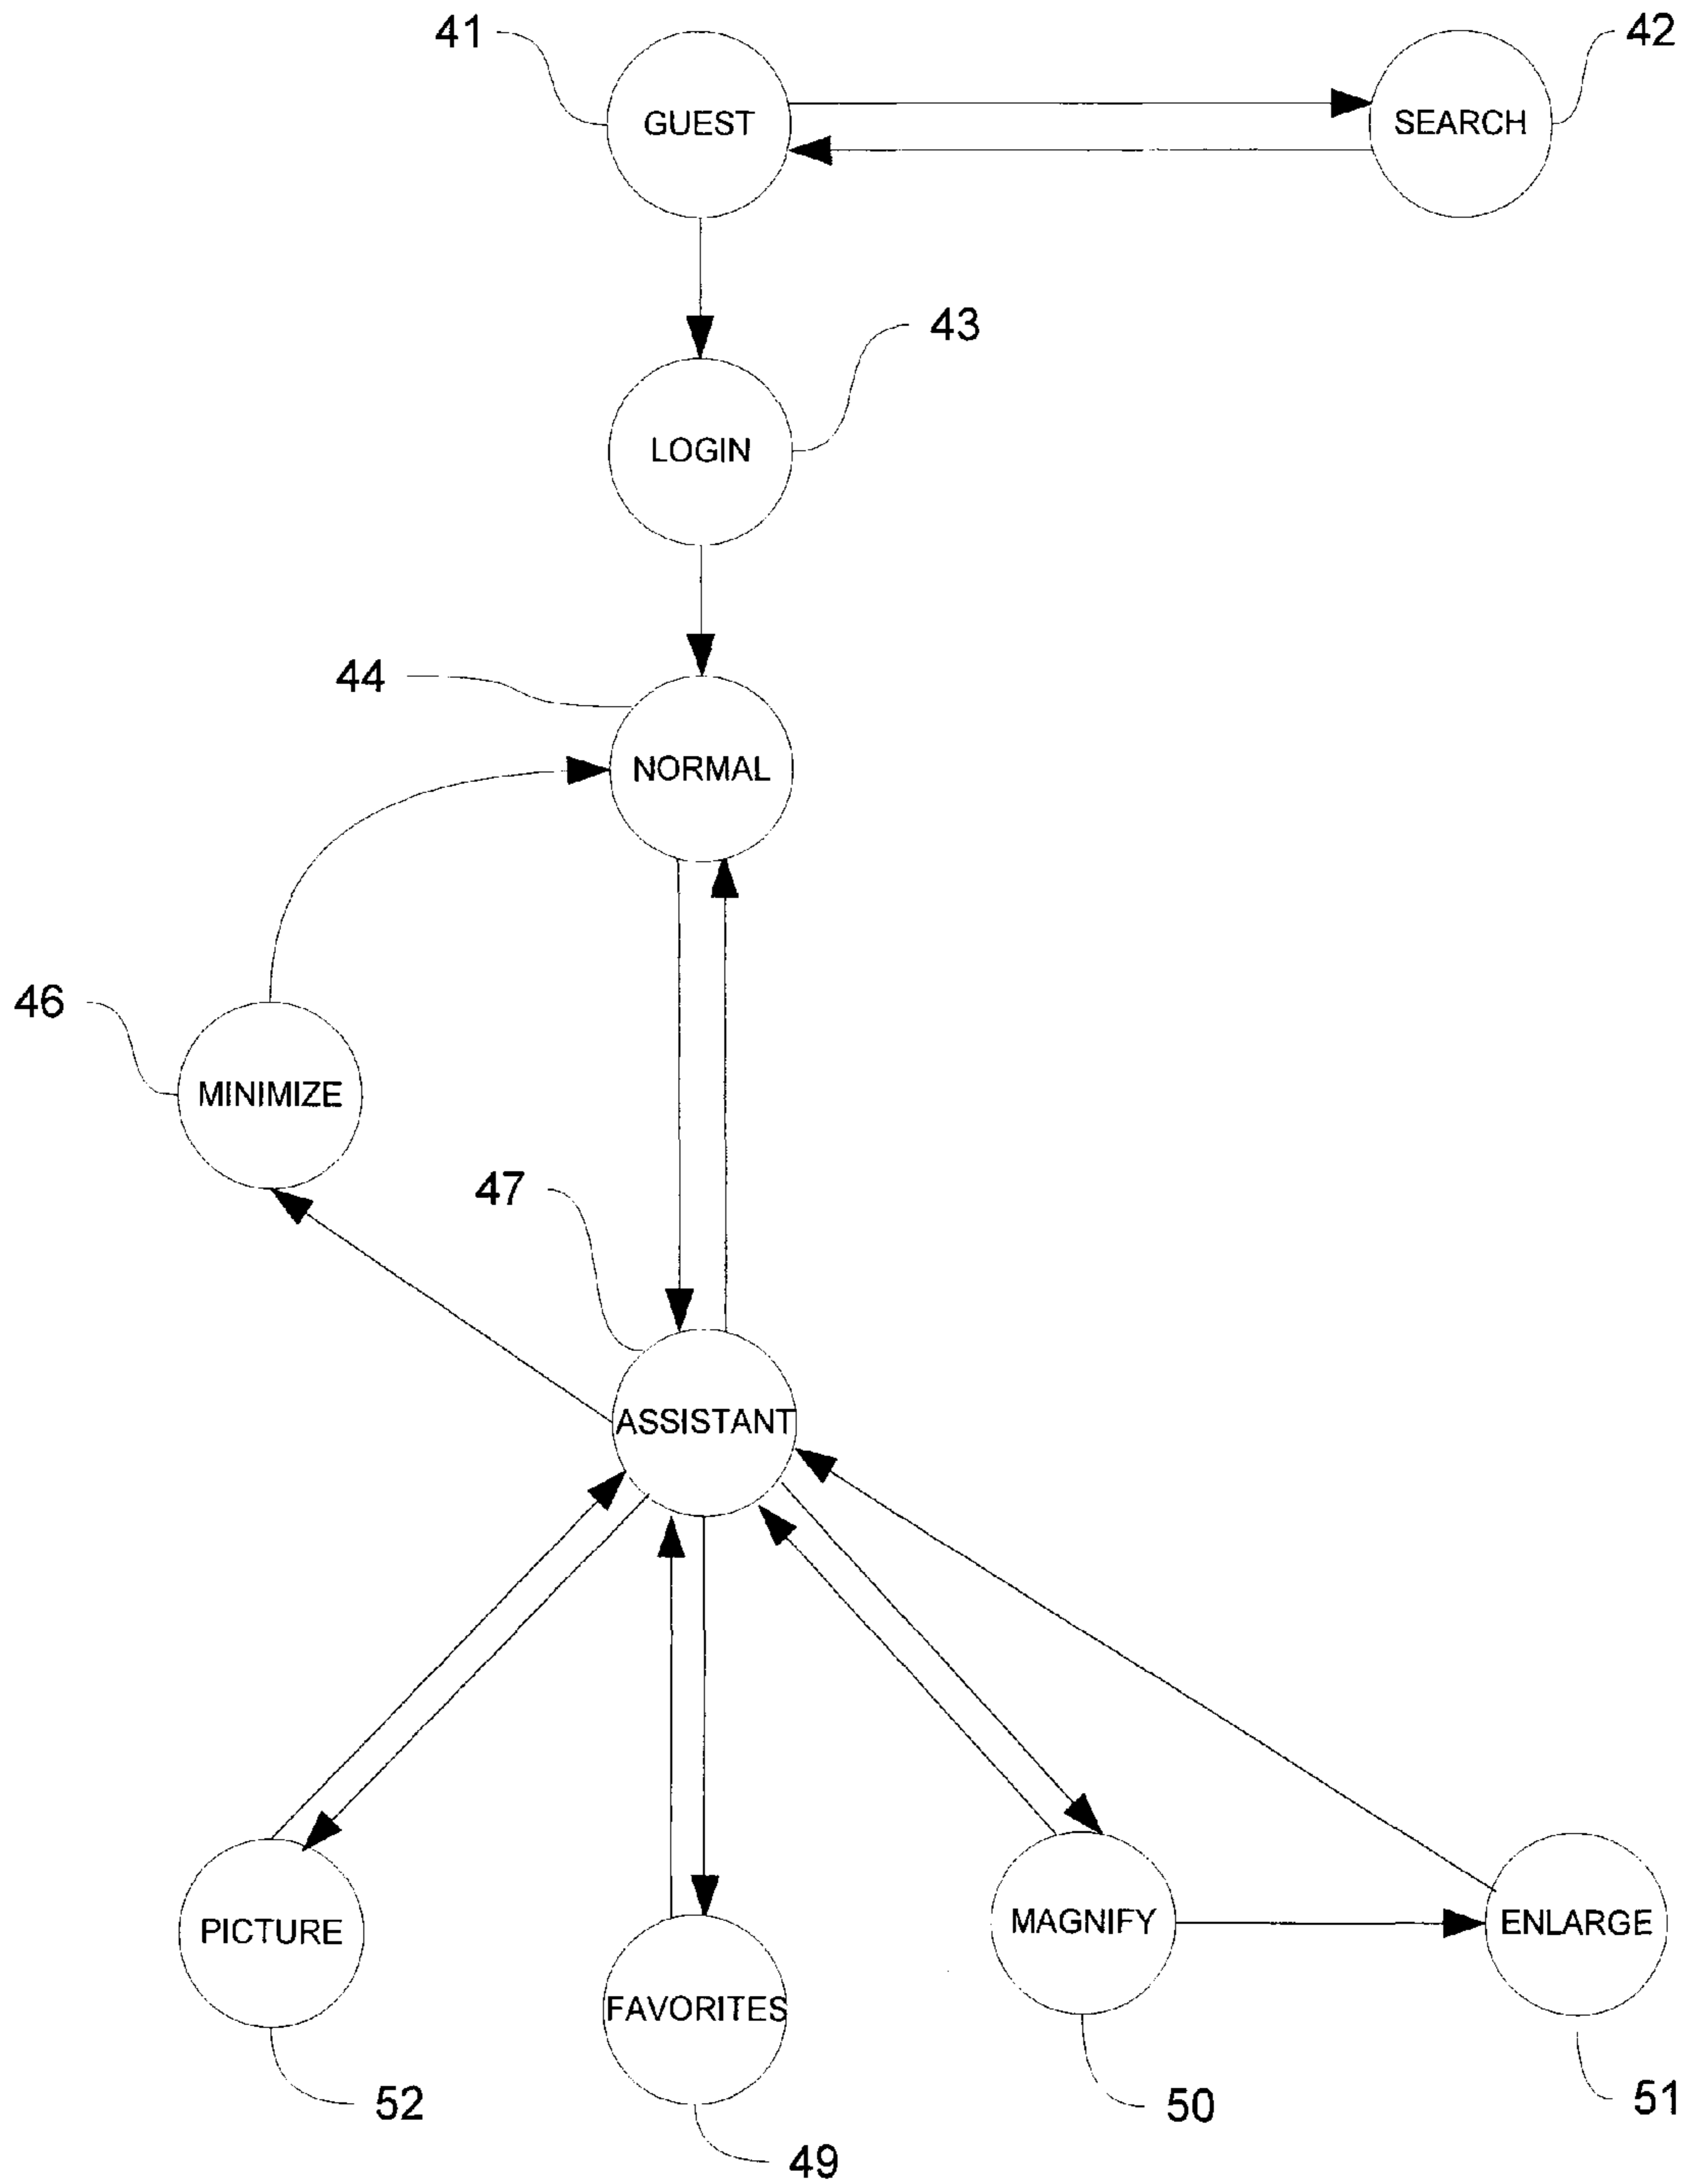 41
42
GUEST
SEARCH
43
LOGIN
44
NORMAL
46
MINIMIZE
47
ASSISTANT
PICTURE
FAVORITES
MAGNIFY
ENLARGE
52
49
50
51